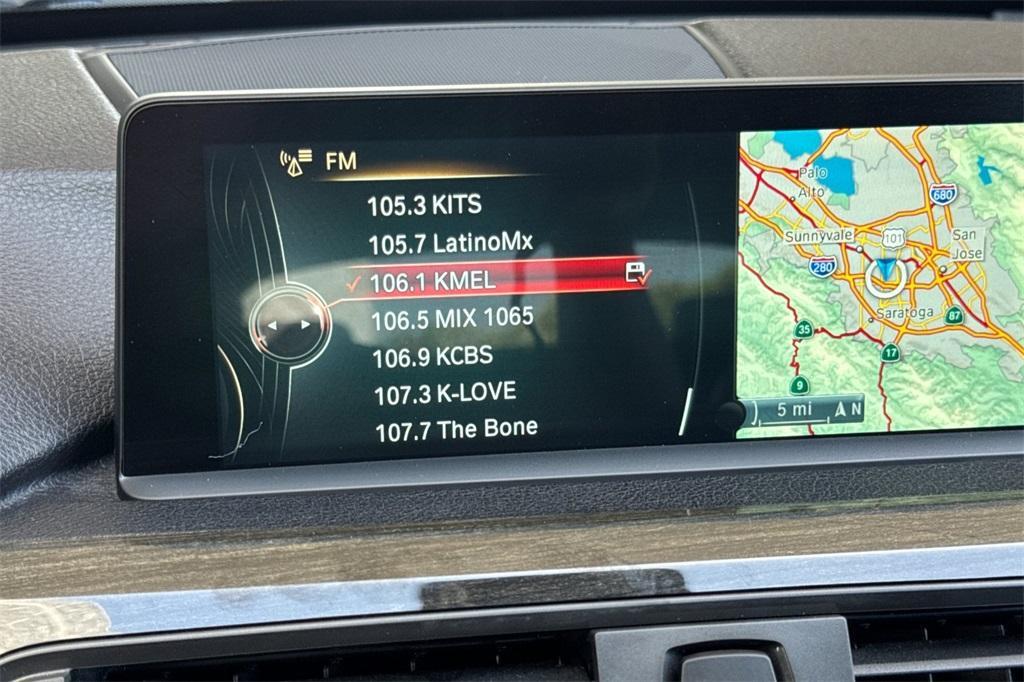 FM
105.3 KITS
105.7 LatinoMx
106.1 KMEL
106.5 MIX 1065
106.9 KCBS
107.3 K-LOVE
107.7 The Bone
Palo
Alto
680
Sunnyvale
101
San
Jose
280
Saratoga
87
35
17
9
5 mi
N